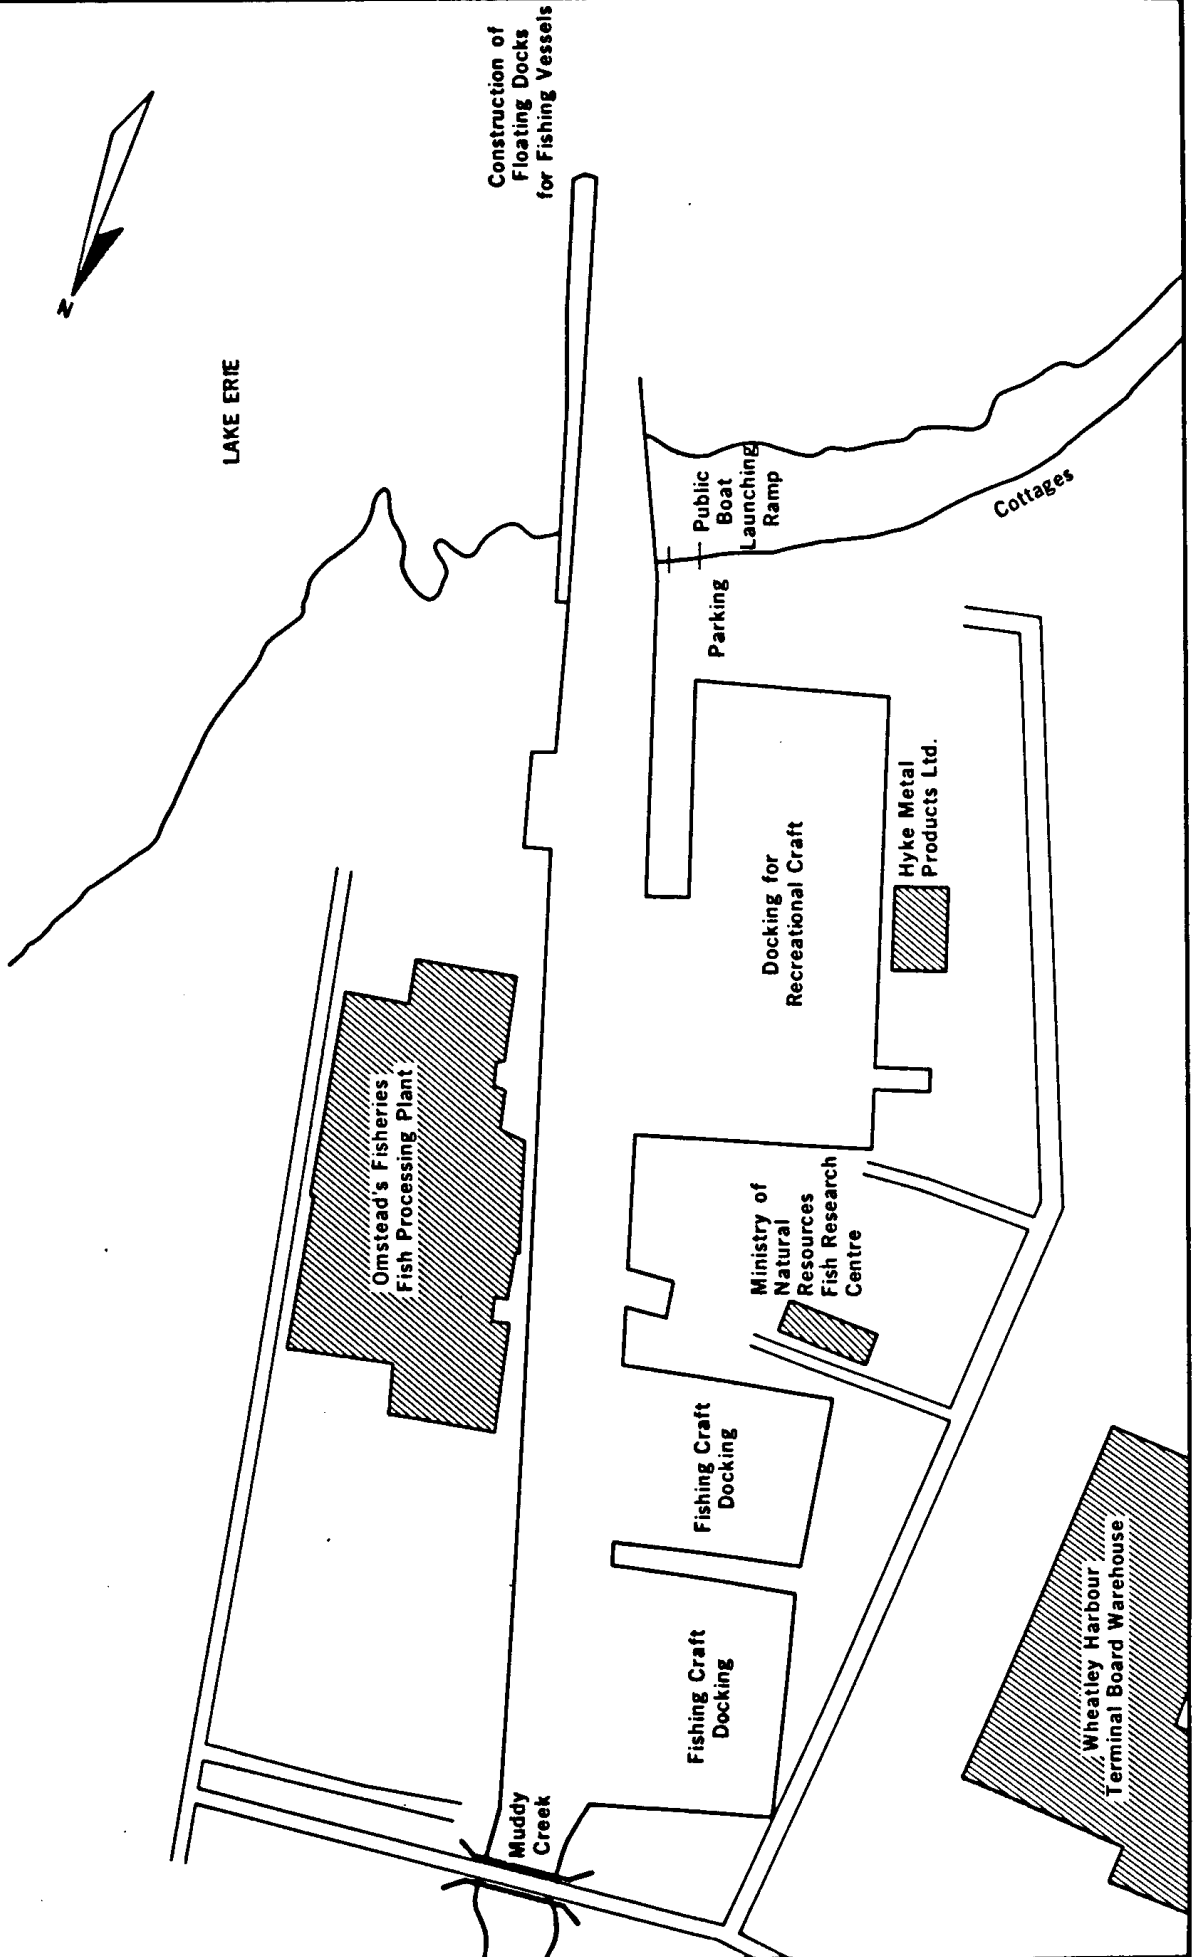 Construction of
Floating Docks
for Fishing Vessels
N
LAKE ERIE
Public
Boat
Launching
Ramp
Cottages
Parking
Hyke Metal
Products Ltd.
Docking for
Recreational Craft
Omstead's Fisheries
Fish Processing Plant
Ministry of
Natural
Resources
Fish Research
Centre
Fishing Craft
Docking
Fishing Craft
Docking
Wheatley Harbour
Terminal Board Warehouse
Muddy
Creek